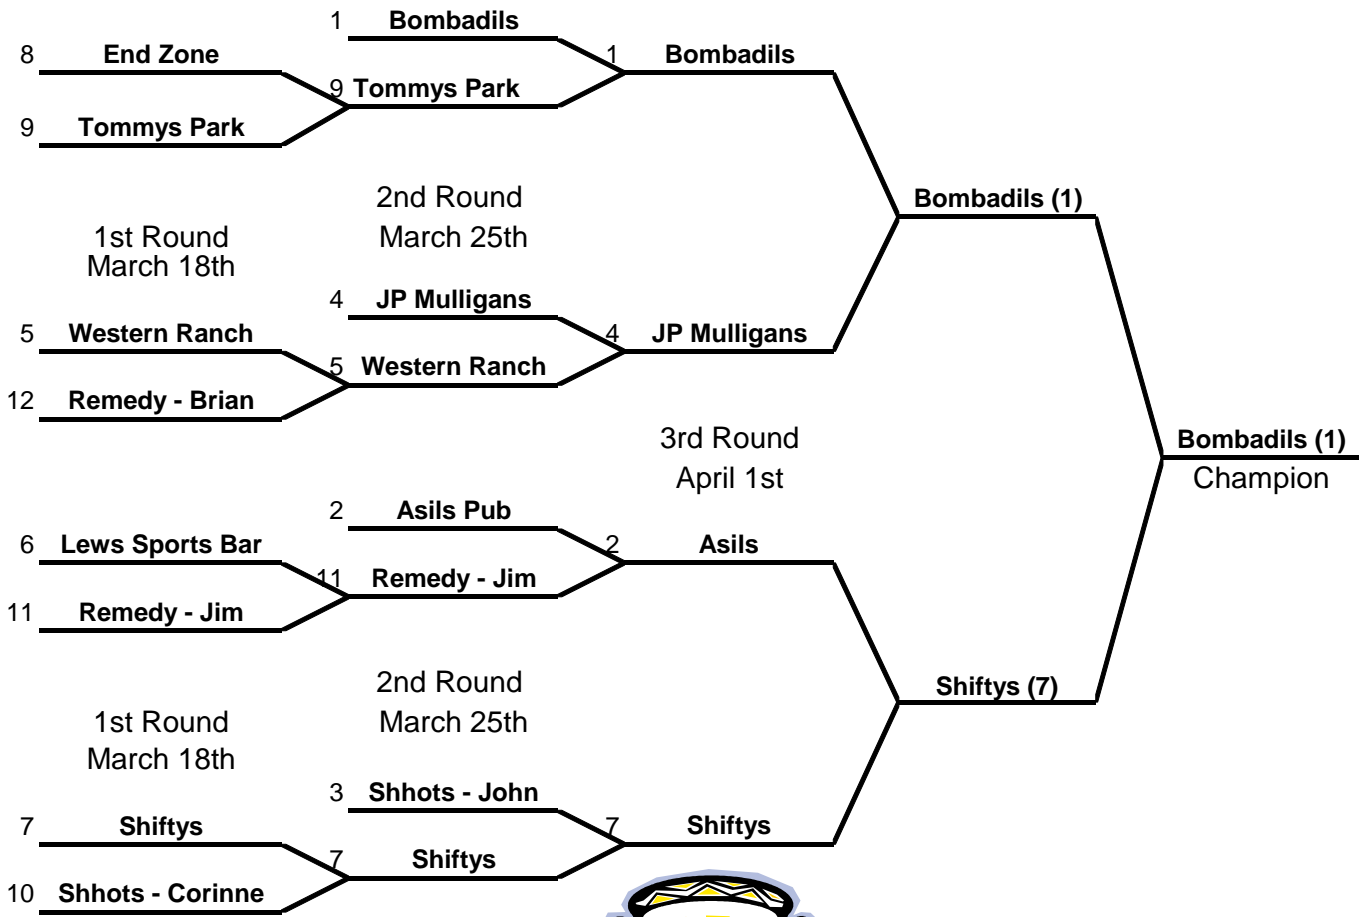 1 Bombadils
8 End Zone
1 Bombadils
9 Tommys Park
9 Tommys Park
2nd Round
Bombadils (1)
1st Round
March 25th
March 18th
4 JP Mulligans
5 Western Ranch
4 JP Mulligans
5 Western Ranch
12 Remedy - Brian
3rd Round
Bombadils (1)
April 1st
Champion
2 Asils Pub
6 Lews Sports Bar
2 Asils
11 Remedy - Jim
11 Remedy - Jim
2nd Round
Shiftys (7)
1st Round
March 25th
March 18th
3 Shhots - John
7 Shiftys
7 Shiftys
7 Shiftys
10 Shhots - Corinne